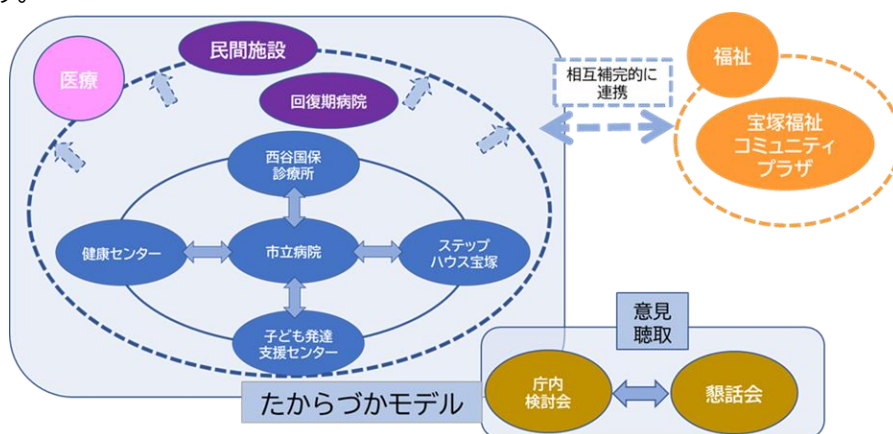 す。
民間施設
医療
回復期病院
西谷国保
診療所
健康センター
市立病院
ステップ
ハウス宝塚
子ども発達
支援センター
たからづかモデル
相互補完的に
連携
福祉
宝塚福祉
コミュニティ
プラザ
意見
聴取
庁内
検討会
懇話会